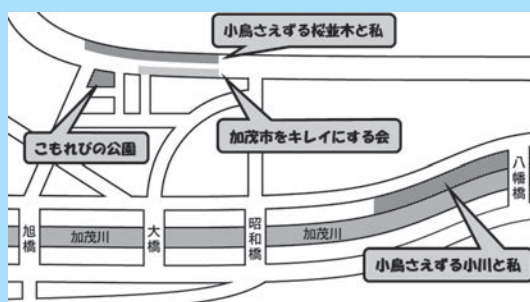 小鳥さえずる桜並木と私
こもれびの公園
加茂市をキレイにする会
八幡橋
旭橋
加茂川
大橋
昭和橋
加茂川
小鳥さえずる小川と私